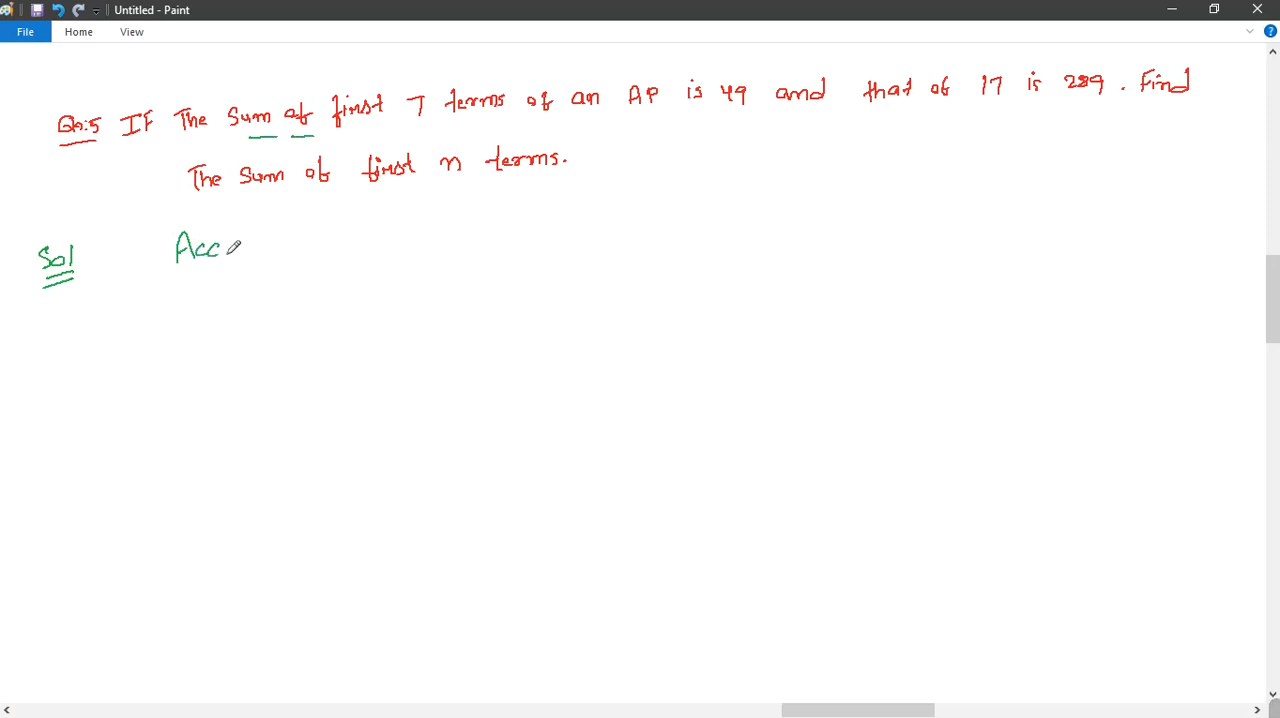 Untitled - Paint
File Home View
Qn:5 IF The Sum of first 7 terms of an AP is 49 and that of 17 is 289. Find
The Sum of first n terms.
Sol Acc